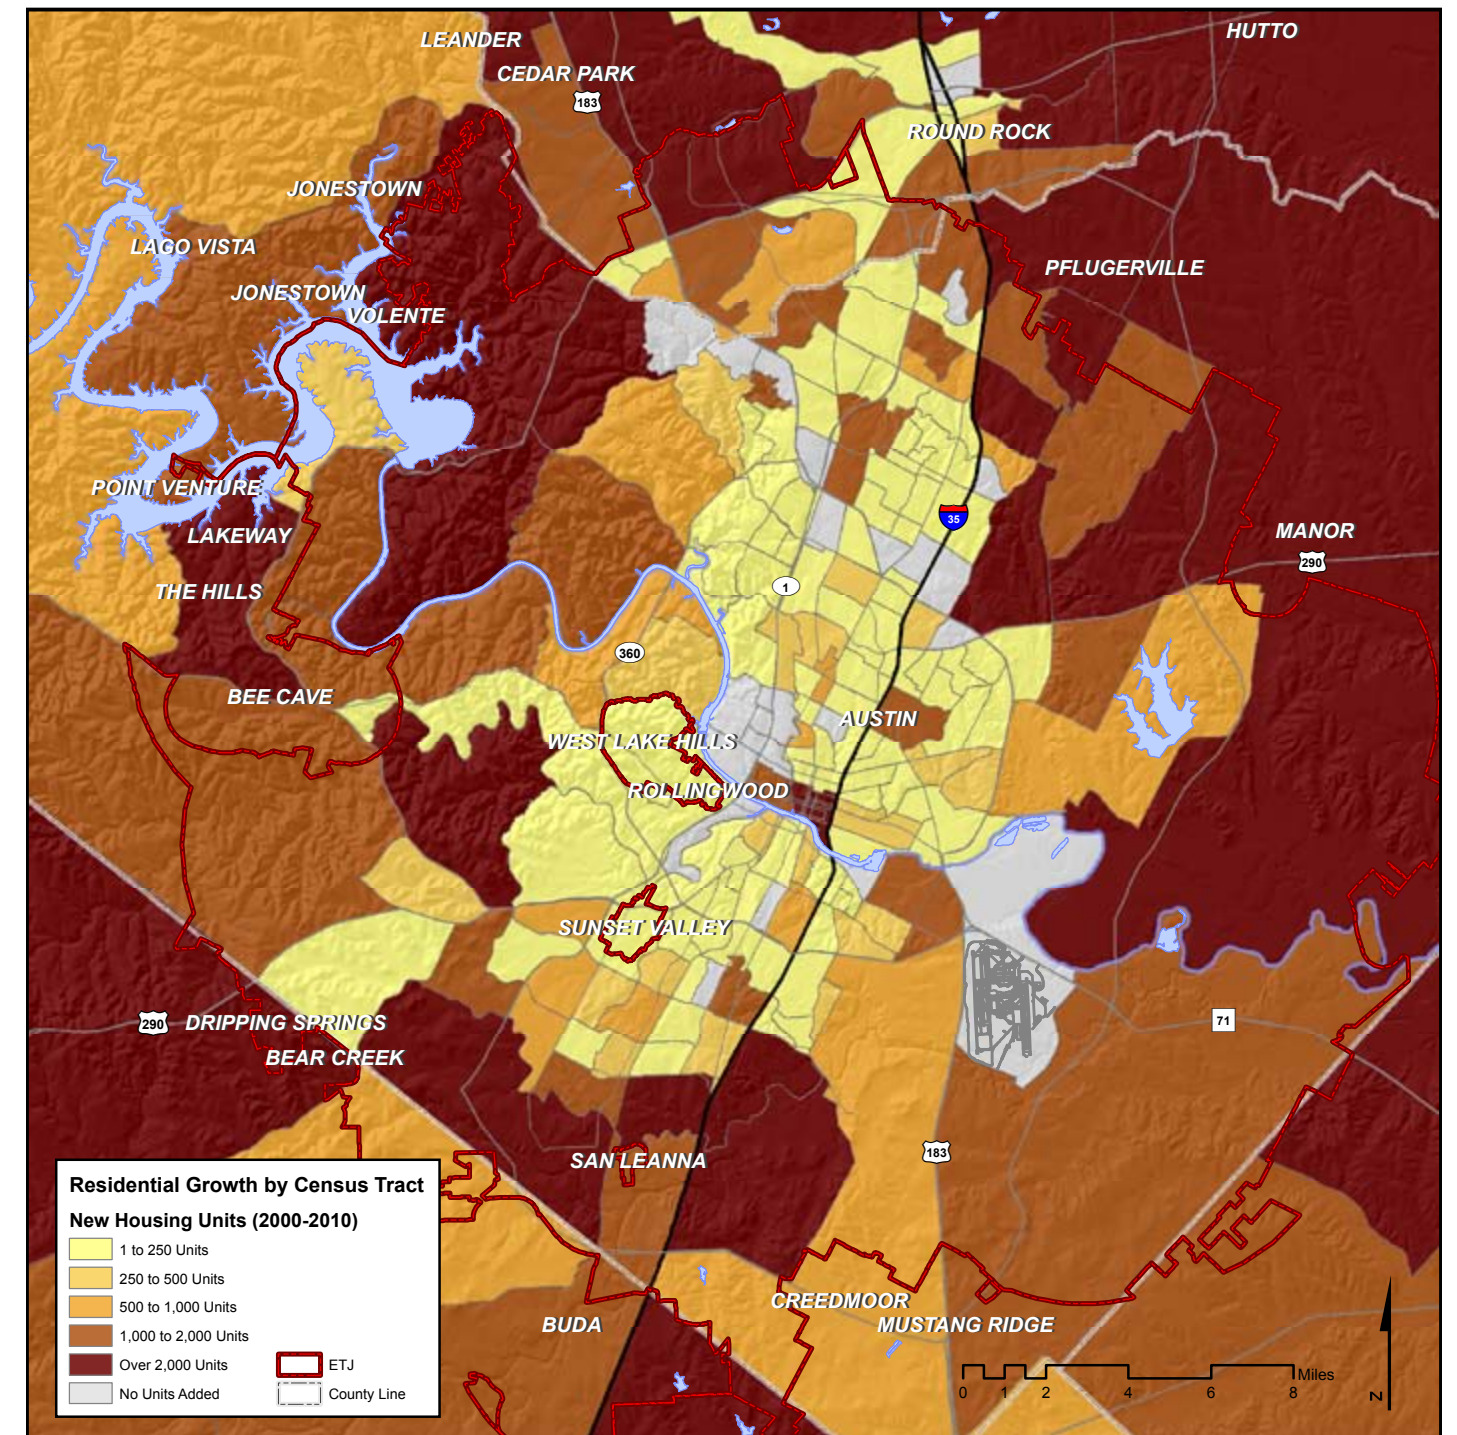 HUTTO
LEANDER
CEDAR PARK
183
ROUND ROCK
JONESTOWN
LAGO VISTA
PFLUGERVILLE
JONESTOWN
VOLENTE
POINT VENTURE
35
LAKEWAY
MANOR
290
THE HILLS
1
360
BEE CAVE
AUSTIN
WEST LAKE HILLS
ROLLINGWOOD
SUNSET VALLEY
290
DRIPPING SPRINGS
71
BEAR CREEK
183
SAN LEANNA
CREEDMOOR
BUDA
MUSTANG RIDGE
Residential Growth by Census Tract
New Housing Units (2000-2010)
1 to 250 Units
250 to 500 Units
500 to 1,000 Units
1,000 to 2,000 Units
Over 2,000 Units
ETJ
No Units Added
County Line
Miles
0 1 2 4 6 8
N